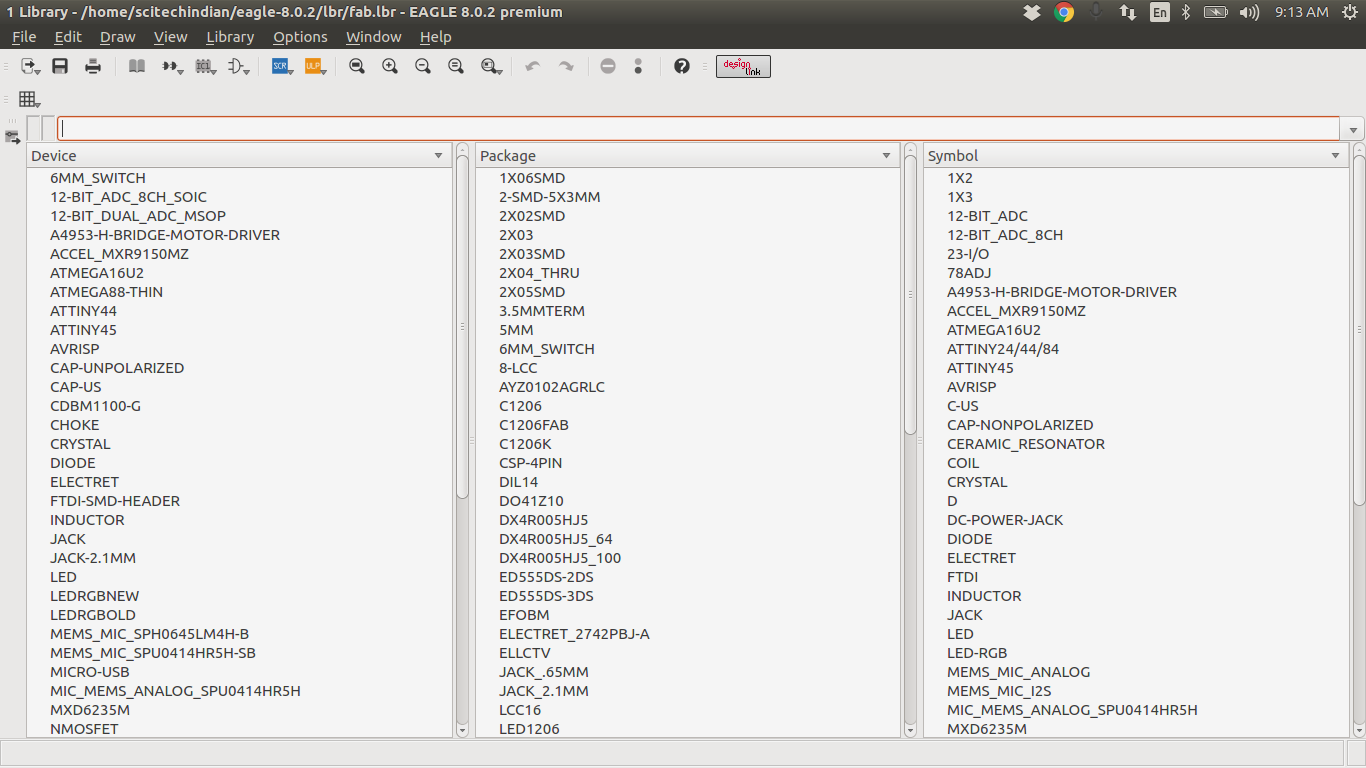 1 Library - /home/scitechindian/eagle-8.0.2/lbr/fab.lbr - EAGLE 8.0.2 premium
En
9:13 AM
File Edit Draw View Library Options Window Help
SCR
ULP
design
link
Device
6MM_SWITCH
12-BIT_ADC_8CH_SOIC
12-BIT_DUAL_ADC_MSOP
A4953-H-BRIDGE-MOTOR-DRIVER
ACCEL_MXR9150MZ
ATMEGA16U2
ATMEGA88-THIN
ATTINY44
ATTINY45
AVRISP
CAP-UNPOLARIZED
CAP-US
CDBM1100-G
CHOKE
CRYSTAL
DIODE
ELECTRET
FTDI-SMD-HEADER
INDUCTOR
JACK
JACK-2.1MM
LED
LEDRGBNEW
LEDRGBOLD
MEMS_MIC_SPH0645LM4H-B
MEMS_MIC_SPU0414HR5H-SB
MICRO-USB
MIC_MEMS_ANALOG_SPU0414HR5H
MXD6235M
NMOSFET
Package
1X06SMD
2-SMD-5X3MM
2X02SMD
2X03
2X03SMD
2X04_THRU
2X05SMD
3.5MMTERM
5MM
6MM_SWITCH
8-LCC
AYZ0102AGRLC
C1206
C1206FAB
C1206K
CSP-4PIN
DIL14
DO41Z10
DX4R005HJ5
DX4R005HJ5_64
DX4R005HJ5_100
ED555DS-2DS
ED555DS-3DS
EFOBM
ELECTRET_2742PBJ-A
ELLCTV
JACK_.65MM
JACK_2.1MM
LCC16
LED1206
Symbol
1X2
1X3
12-BIT_ADC
12-BIT_ADC_8CH
23-I/O
78ADJ
A4953-H-BRIDGE-MOTOR-DRIVER
ACCEL_MXR9150MZ
ATMEGA16U2
ATTINY24/44/84
ATTINY45
AVRISP
C-US
CAP-NONPOLARIZED
CERAMIC_RESONATOR
COIL
CRYSTAL
D
DC-POWER-JACK
DIODE
ELECTRET
FTDI
INDUCTOR
JACK
LED
LED-RGB
MEMS_MIC_ANALOG
MEMS_MIC_I2S
MIC_MEMS_ANALOG_SPU0414HR5H
MXD6235M